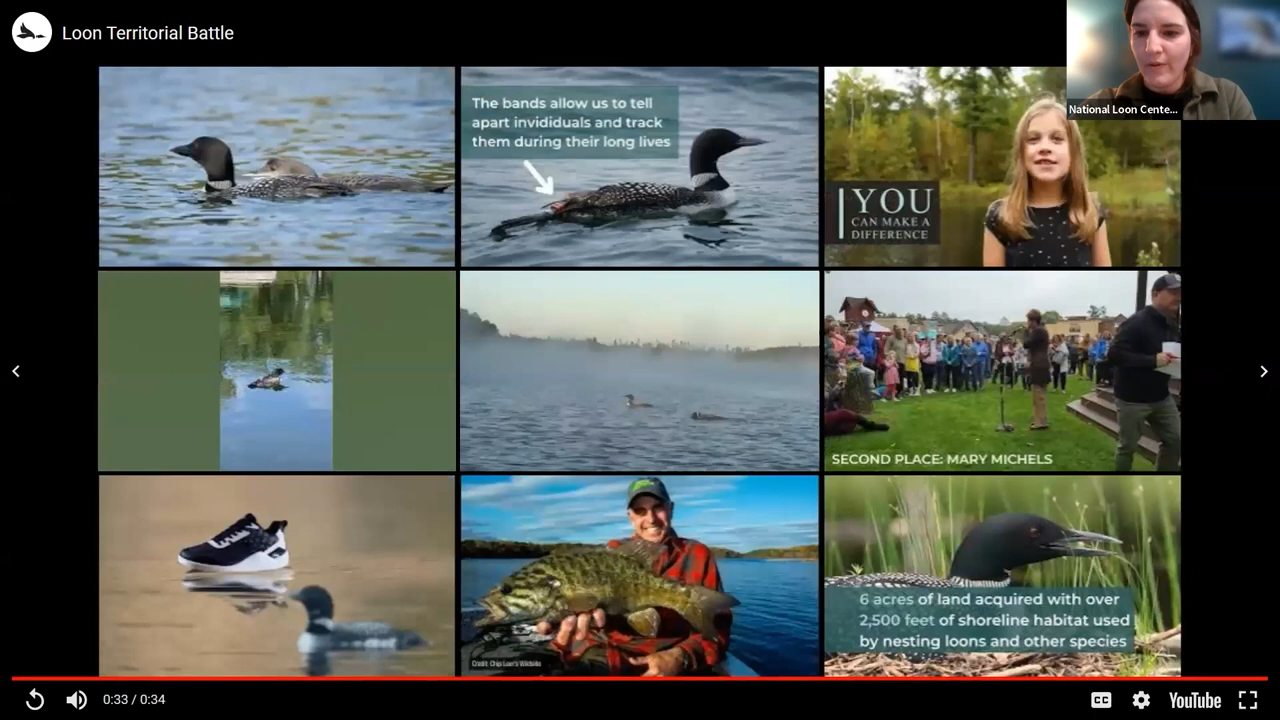 Loon Territorial Battle
National Loon Cente...
The bands allow us to tell
apart invididuals and track
them during their long lives
YOU
CAN MAKE A
DIFFERENCE
SECOND PLACE: MARY MICHELS
Credit: Chip Leer's Wildside
6 acres of land acquired with over
2,500 feet of shoreline habitat used
by nesting loons and other species
0:33 / 0:34
CC
YouTube